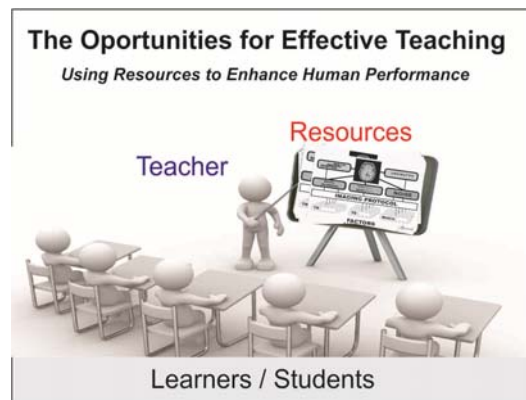 The Oportunities for Effective Teaching
Using Resources to Enhance Human Performance
Resources
Teacher
IMAGING PROTOCOL
FACTORS
Learners / Students